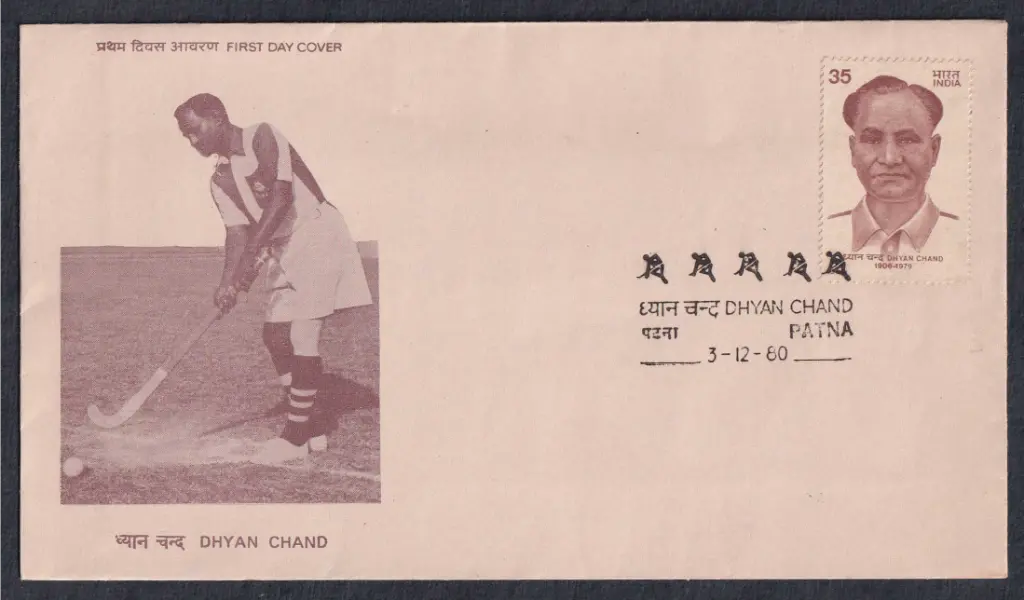 प्रथम दिवस आवरण FIRST DAY COVER
35
भारत
INDIA
ध्यान चन्द DHYAN CHAND
1906-1979
ध्यान चन्द DHYAN CHAND
पटना PATNA
3-12-80
ध्यान चन्द DHYAN CHAND